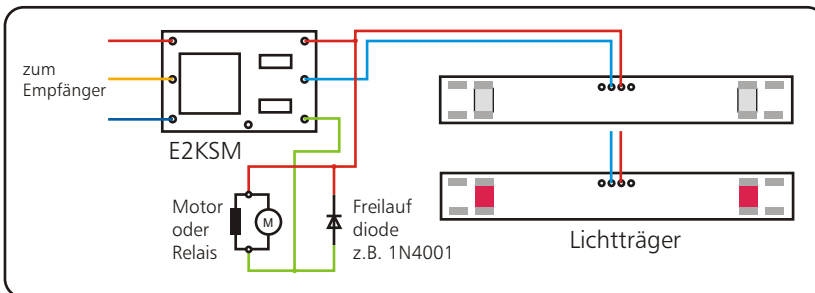 zum
Empfänger
E2KSM
Motor
oder
Relais
M
Freilauf
diode
z.B. 1N4001
Lichtträger